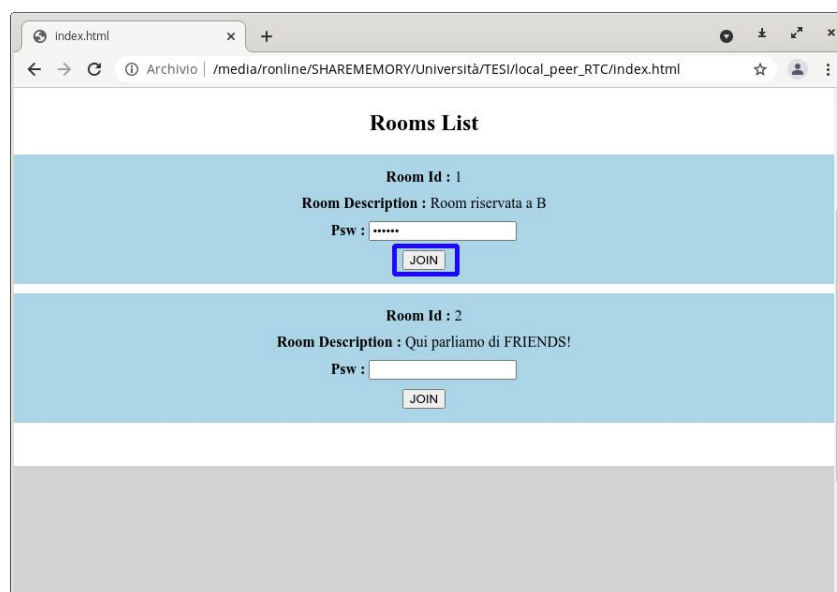 index.html
Archivio | /media/ronline/SHAREMEMORY/Università/TESI/local_peer_RTC/index.html
Rooms List
Room Id : 1
Room Description : Room riservata a B
Psw : ••••••
JOIN
Room Id : 2
Room Description : Qui parliamo di FRIENDS!
Psw :
JOIN